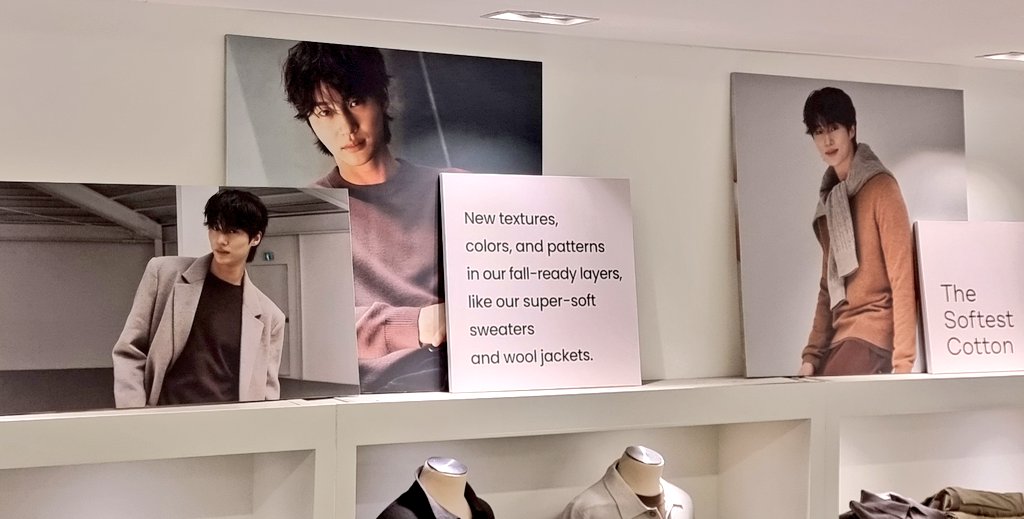 New textures,
colors, and patterns
in our fall-ready layers,
like our super-soft
sweaters
and wool jackets.
The
Softest
Cotton